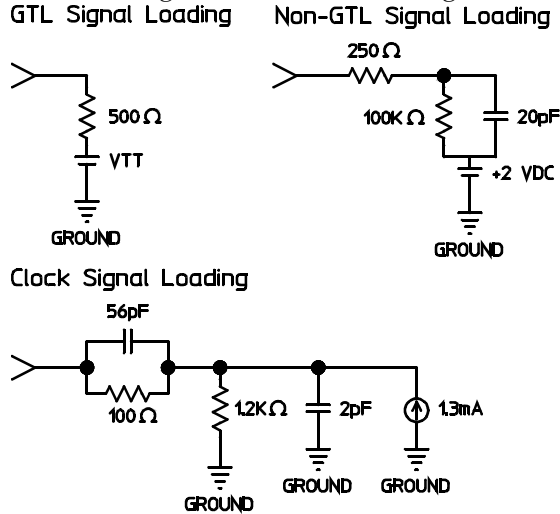 GTL Signal Loading
Non-GTL Signal Loading
250Ω
500Ω
100KΩ
20pF
VTT
+2 VDC
GROUND
GROUND
Clock Signal Loading
56pF
100Ω
1.2KΩ
2pF
1.3mA
GROUND
GROUND
GROUND